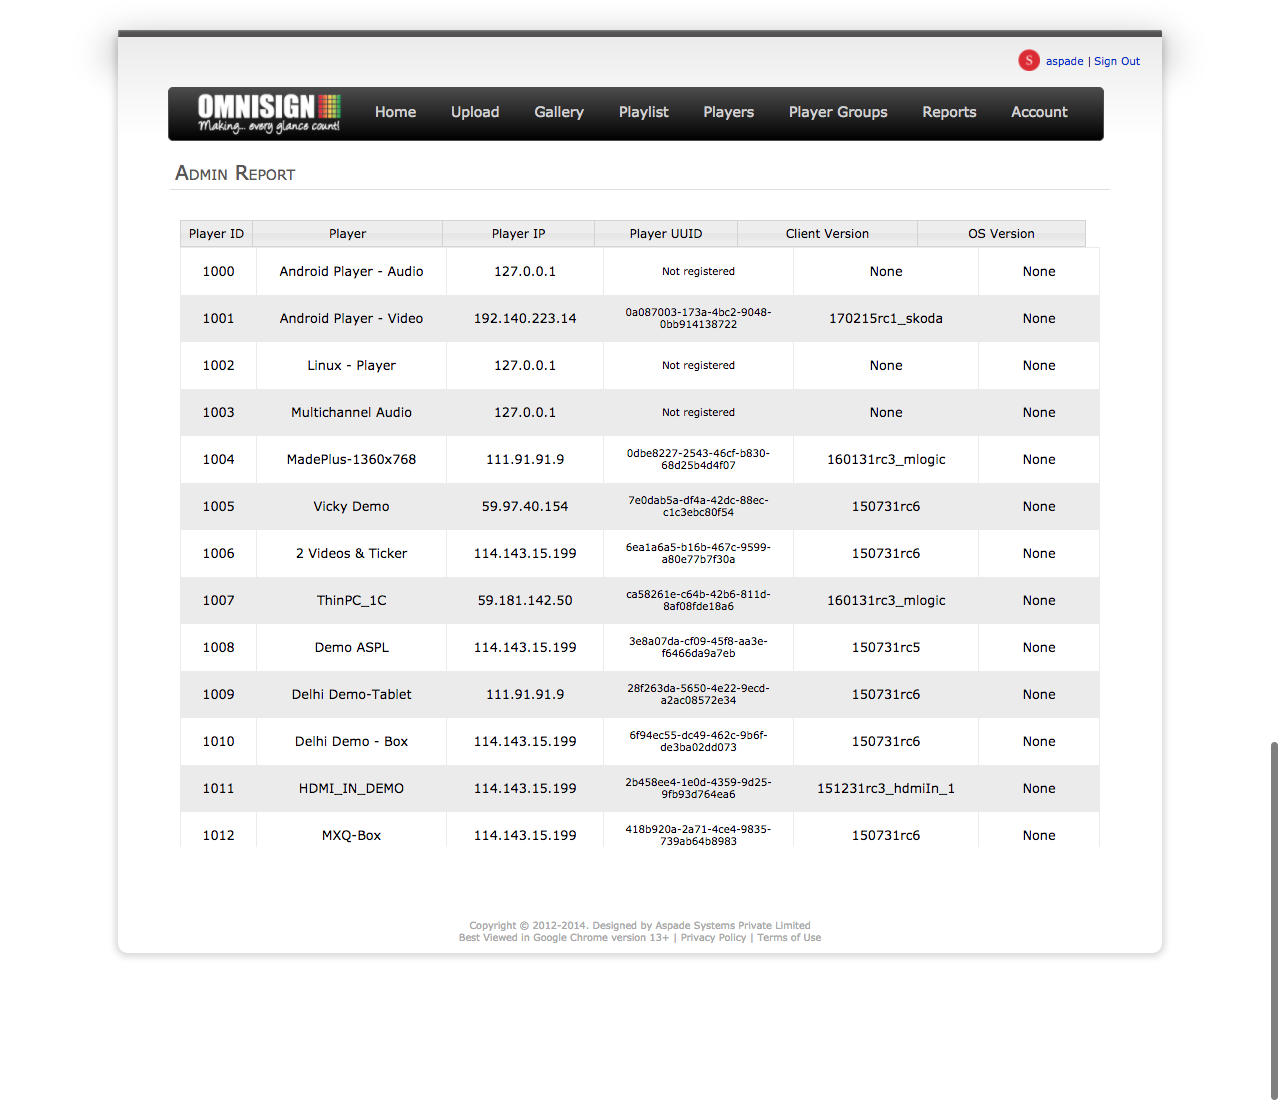 S aspade | Sign Out
OMNISIGN
Making... every glance count!
Home Upload Gallery Playlist Players Player Groups Reports Account
Admin Report
Player ID Player Player IP Player UUID Client Version OS Version
1000 Android Player - Audio 127.0.0.1 Not registered None None
1001 Android Player - Video 192.140.223.14 0a087003-173a-4bc2-9048-
0bb914138722 170215rc1_skoda None
1002 Linux - Player 127.0.0.1 Not registered None None
1003 Multichannel Audio 127.0.0.1 Not registered None None
1004 MadePlus-1360x768 111.91.91.9 0dbe8227-2543-46cf-b830-
68d25b4d4f07 160131rc3_mlogic None
1005 Vicky Demo 59.97.40.154 7e0dab5a-df4a-42dc-88ec-
c1c3ebc80f54 150731rc6 None
1006 2 Videos & Ticker 114.143.15.199 6ea1a6a5-b16b-467c-9599-
a80e77b7f30a 150731rc6 None
1007 ThinPC_1C 59.181.142.50 ca58261e-c64b-42b6-811d-
8af08fde18a6 160131rc3_mlogic None
1008 Demo ASPL 114.143.15.199 3e8a07da-cf09-45f8-aa3e-
f6466da9a7eb 150731rc5 None
1009 Delhi Demo-Tablet 111.91.91.9 28f263da-5650-4e22-9ecd-
a2ac08572e34 150731rc6 None
1010 Delhi Demo - Box 114.143.15.199 6f94ec55-dc49-462c-9b6f-
de3ba02dd073 150731rc6 None
1011 HDMI_IN_DEMO 114.143.15.199 2b458ee4-1e0d-4359-9d25-
9fb93d764ea6 151231rc3_hdmiIn_1 None
1012 MXQ-Box 114.143.15.199 418b920a-2a71-4ce4-9835-
739ab64b8983 150731rc6 None
Copyright © 2012-2014. Designed by Aspade Systems Private Limited
Best Viewed in Google Chrome version 13+ | Privacy Policy | Terms of Use